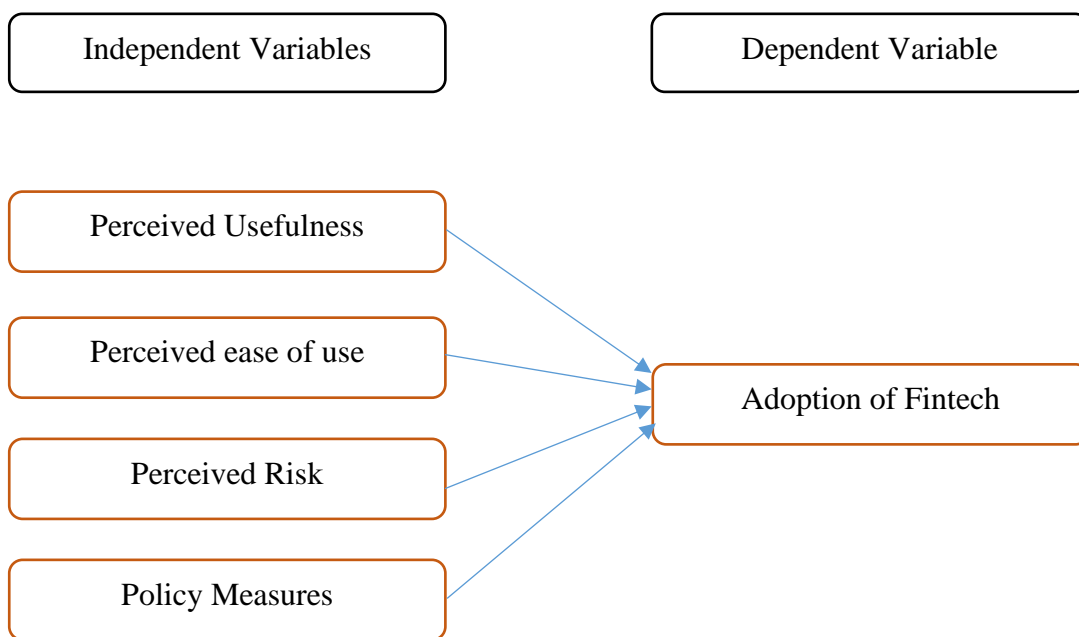 Independent Variables
Dependent Variable
Perceived Usefulness
Perceived ease of use
Adoption of Fintech
Perceived Risk
Policy Measures